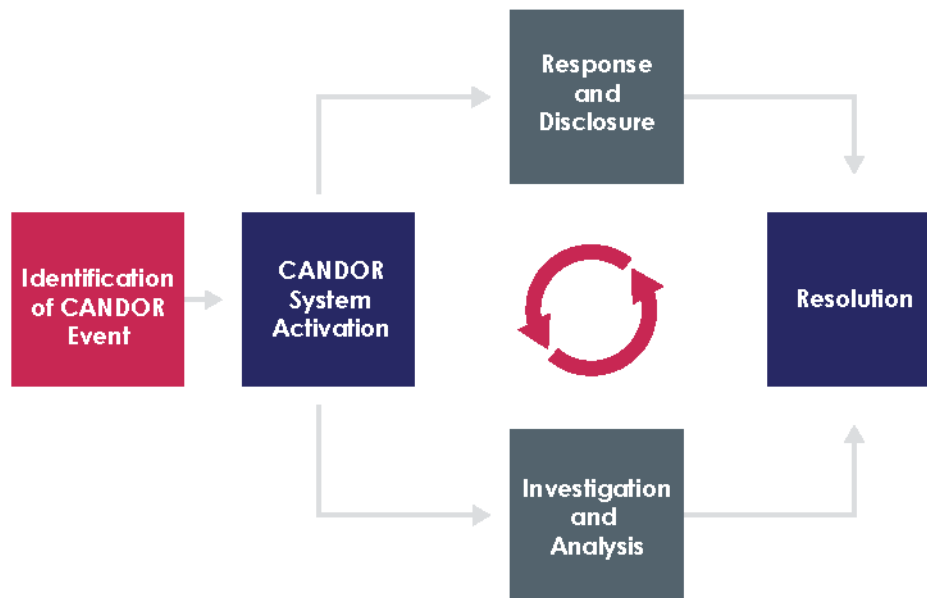 Response
and
Disclosure
Identification
of CANDOR
Event
CANDOR
System
Activation
Resolution
Investigation
and
Analysis